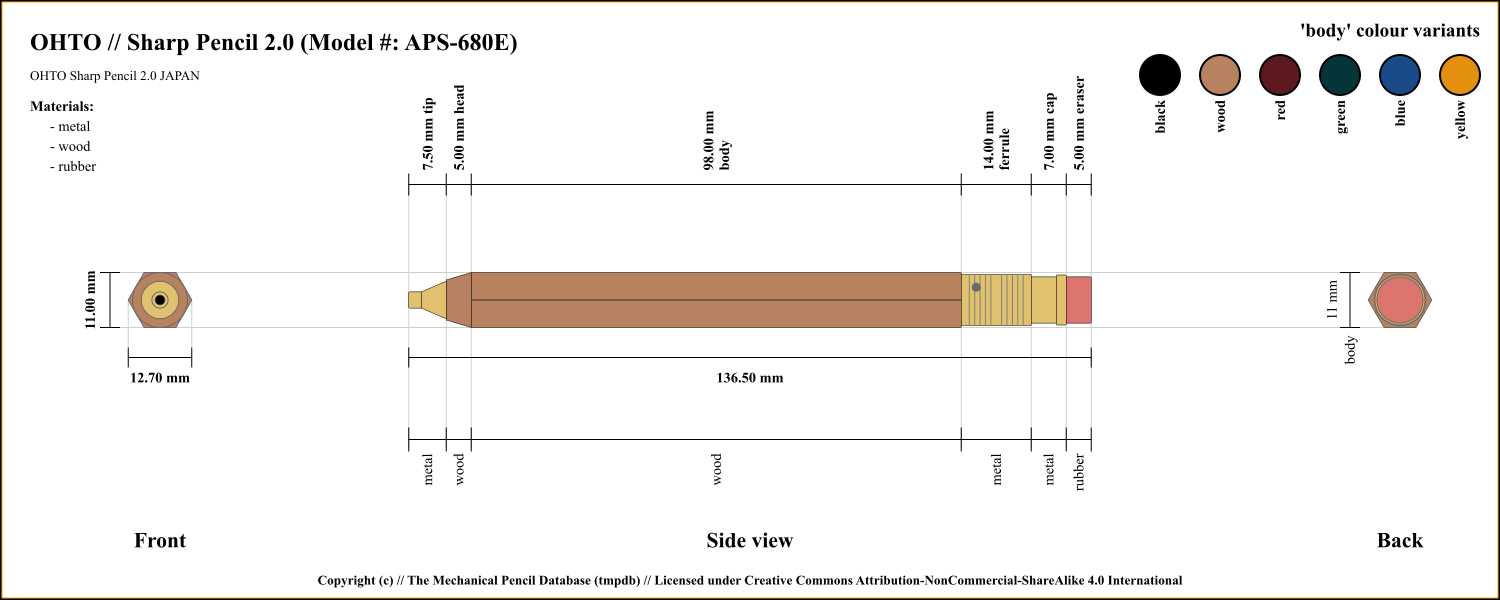 OHTO // Sharp Pencil 2.0 (Model #: APS-680E)
OHTO Sharp Pencil 2.0 JAPAN
Materials:
- metal
- wood
- rubber
'body' colour variants
black
wood
red
green
blue
yellow
7.50 mm tip
5.00 mm head
98.00 mm
body
14.00 mm
ferrule
7.00 mm cap
5.00 mm eraser
11.00 mm
12.70 mm
136.50 mm
11 mm
body
metal
wood
wood
metal
metal
rubber
Front
Side view
Back
Copyright (c) // The Mechanical Pencil Database (tmpdb) // Licensed under Creative Commons Attribution-NonCommercial-ShareAlike 4.0 International